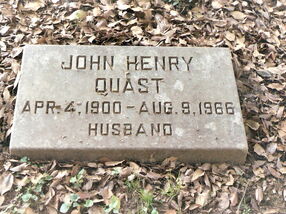 JOHN HENRY
QUAST
APR. 4, 1900 - AUG. 9, 1966
HUSBAND